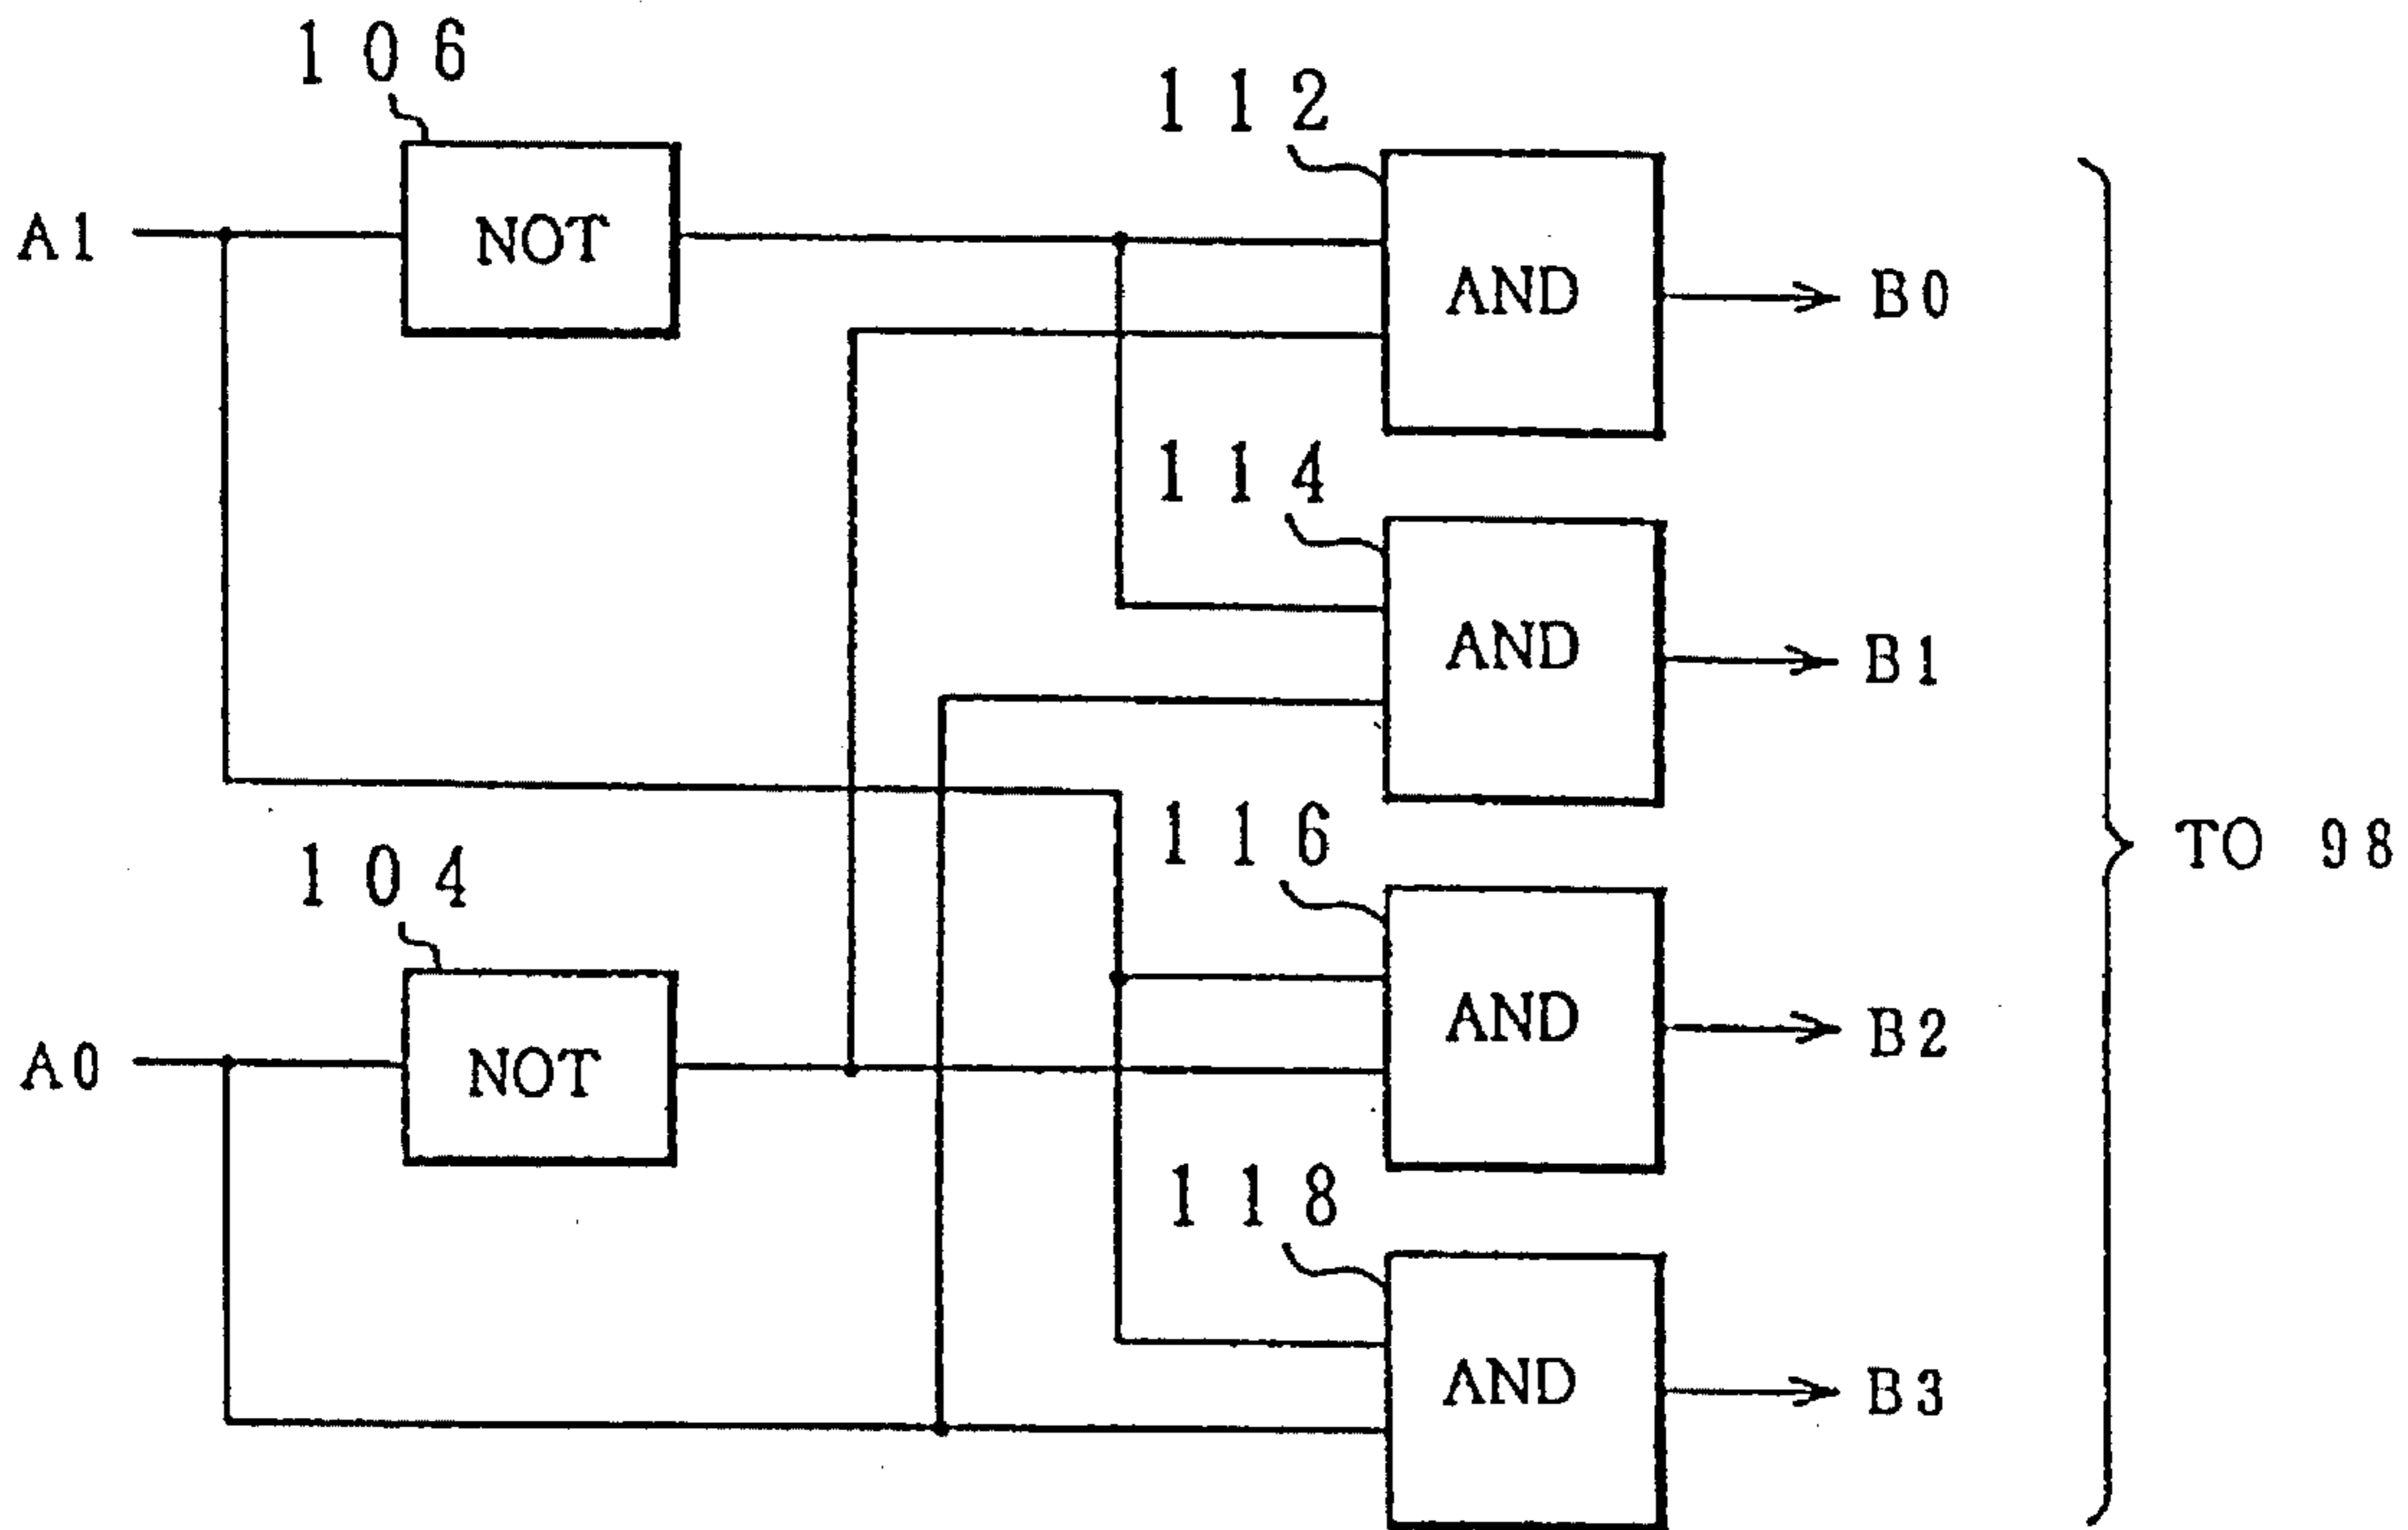 106
112
A1
NOT
AND
B0
114
AND
B1
116
TO 98
104
A0
NOT
AND
B2
118
AND
B3